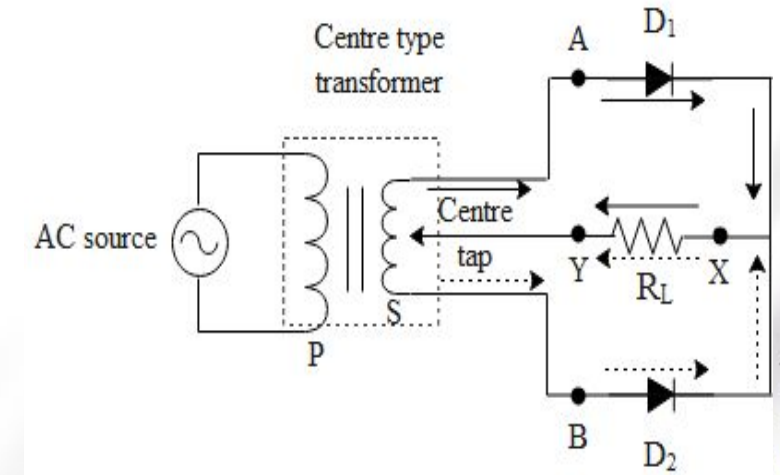 Centre type
transformer
A
D1
AC source
Centre
tap
Y
RL
X
S
P
B
D2